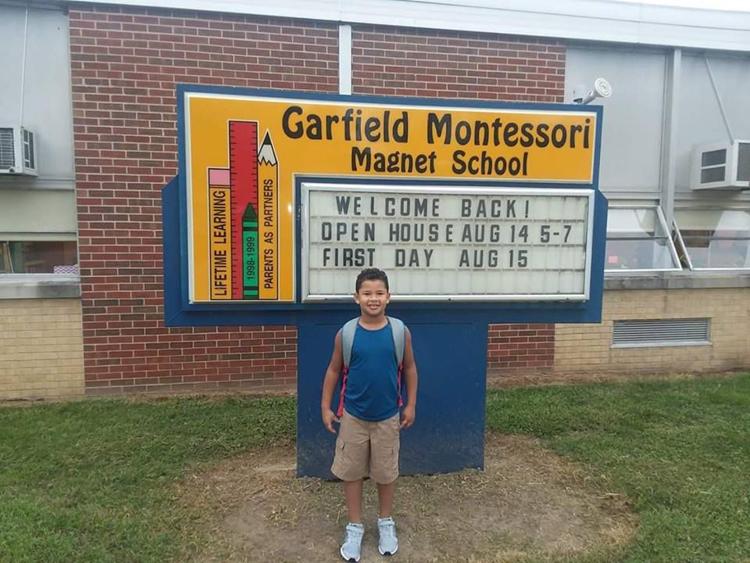 Garfield Montessori
Magnet School
WELCOME BACK!
OPEN HOUSE AUG 14 5-7
FIRST DAY AUG 15
LIFETIME LEARNING
1998-1999
PARENTS AS PARTNERS